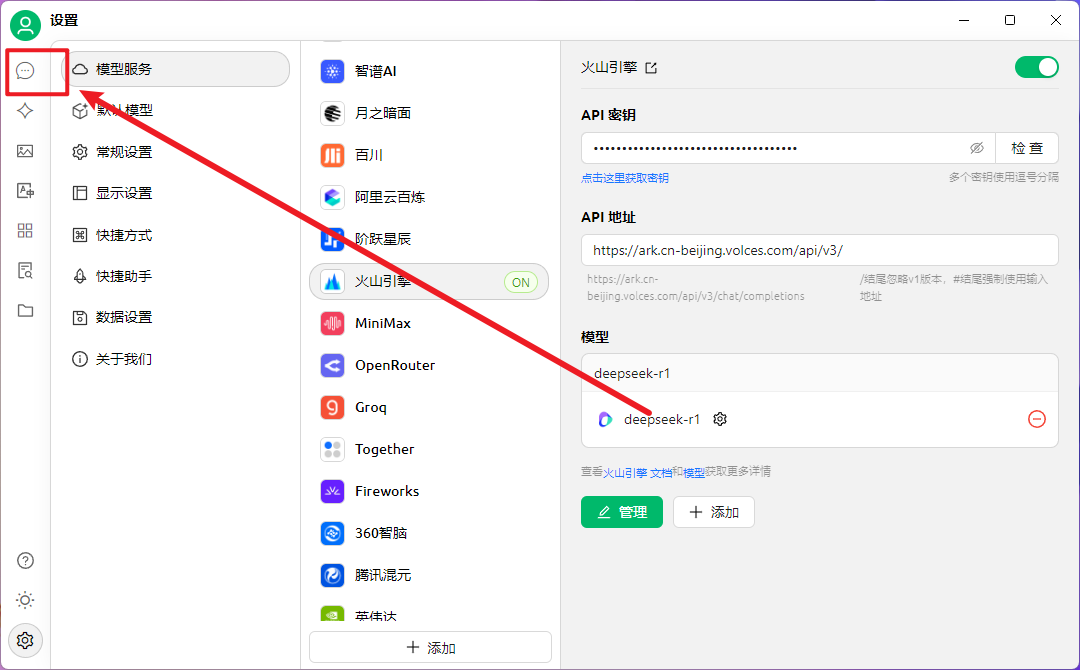 设置
模型服务
默认模型
常规设置
显示设置
快捷方式
快捷助手
数据设置
关于我们
智谱AI
月之暗面
百川
阿里云百炼
阶跃星辰
火山引擎
ON
MiniMax
OpenRouter
Groq
Together
Fireworks
360智脑
腾讯混元
英伟达
添加
火山引擎
API 密钥
••••••••••••••••••••••••••••••••••••
检 查
点击这里获取密钥
多个密钥使用逗号分隔
API 地址
https://ark.cn-beijing.volces.com/api/v3/
https://ark.cn-
beijing.volces.com/api/v3/chat/completions
/结尾忽略v1版本，#结尾强制使用输入
地址
模型
deepseek-r1
deepseek-r1
查看火山引擎 文档和模型获取更多详情
管理
添加